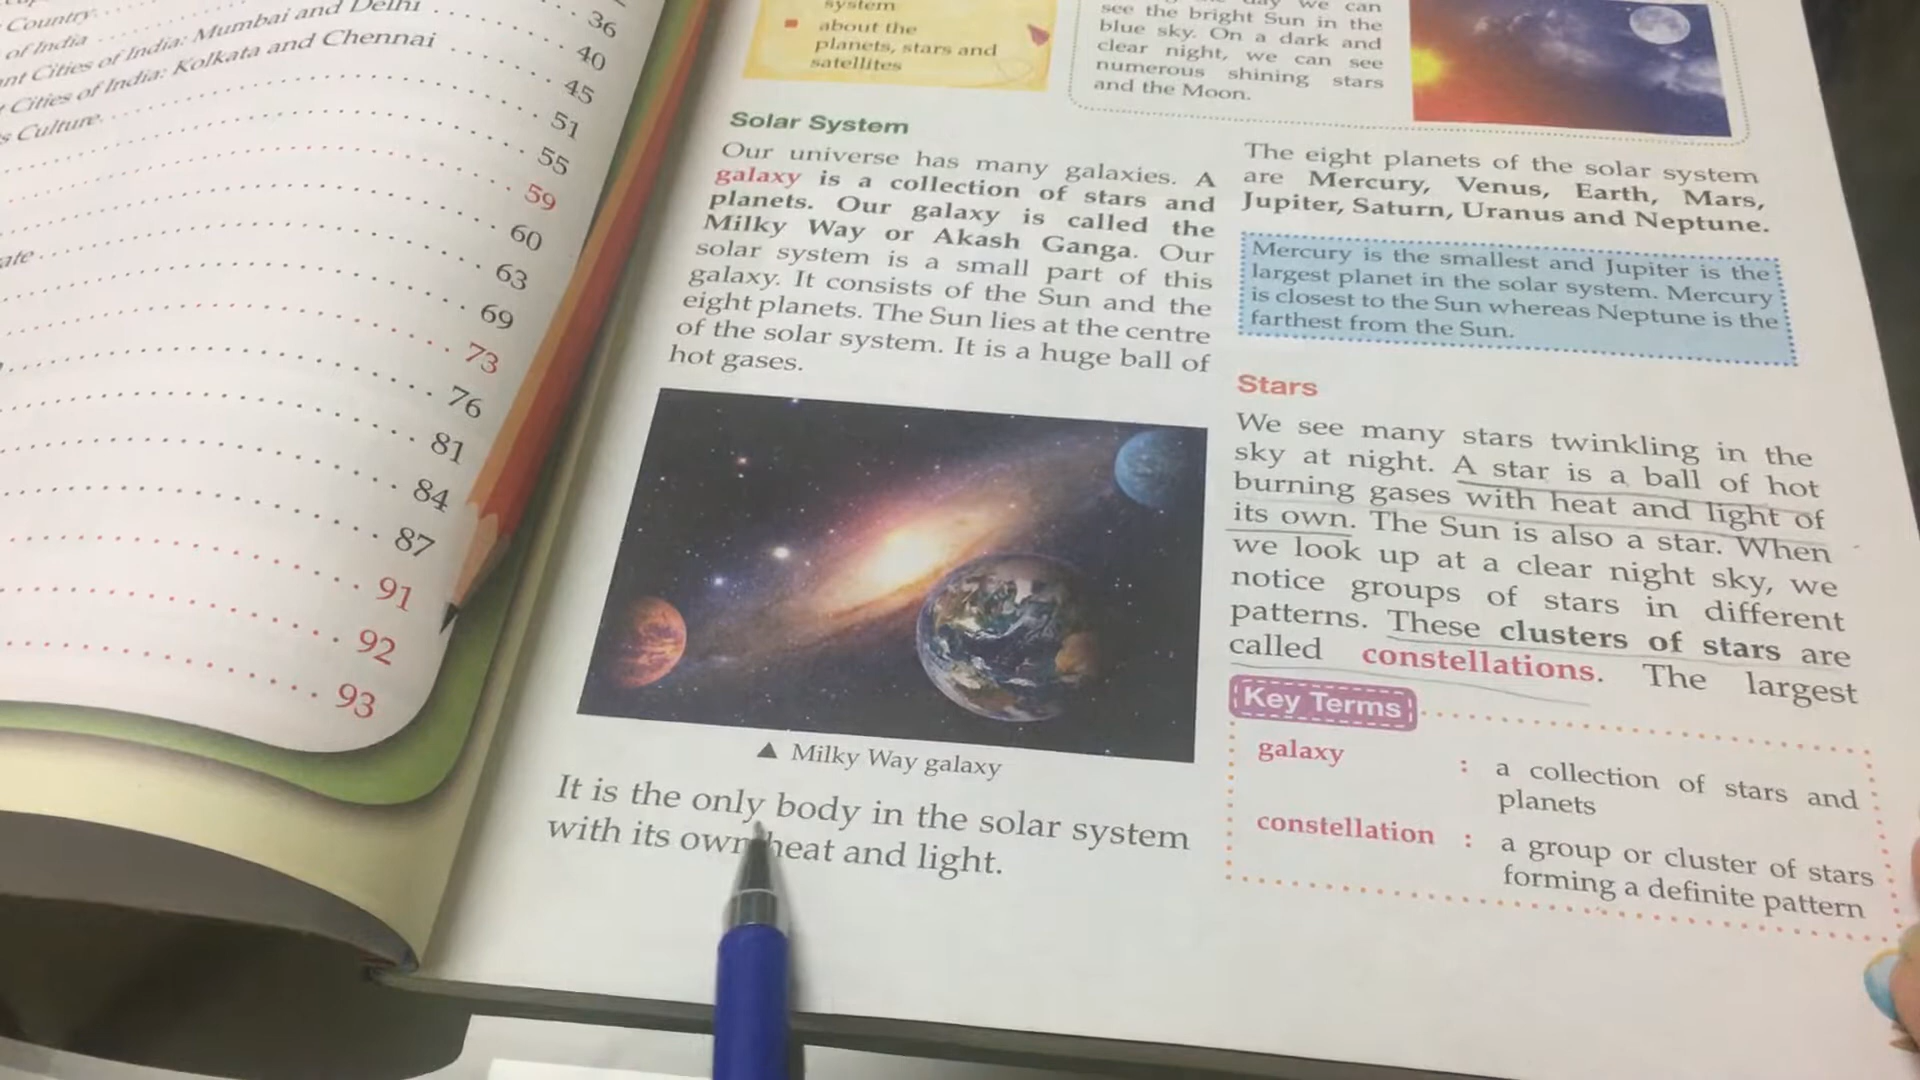 Country
36
of India
40
nt Cities of India: Mumbai and Delhi
45
Cities of India: Kolkata and Chennai
51
s Culture
55
59
60
ate
63
69
73
76
81
84
87
91
92
93
system
about the
planets, stars and
satellites
day we can
see the bright Sun in the
blue sky. On a dark and
clear night, we can see
numerous shining stars
and the Moon.
Solar System
Our universe has many galaxies. A
galaxy is a collection of stars and
planets. Our galaxy is called the
Milky Way or Akash Ganga. Our
solar system is a small part of this
galaxy. It consists of the Sun and the
eight planets. The Sun lies at the centre
of the solar system. It is a huge ball of
hot gases.
▲ Milky Way galaxy
It is the only body in the solar system
with its own heat and light.
The eight planets of the solar system
are Mercury, Venus, Earth, Mars,
Jupiter, Saturn, Uranus and Neptune.
Mercury is the smallest and Jupiter is the
largest planet in the solar system. Mercury
is closest to the Sun whereas Neptune is the
farthest from the Sun.
Stars
We see many stars twinkling in the
sky at night. A star is a ball of hot
burning gases with heat and light of
its own. The Sun is also a star. When
we look up at a clear night sky, we
notice groups of stars in different
patterns. These clusters of stars are
called constellations. The largest
Key Terms
galaxy : a collection of stars and
planets
constellation : a group or cluster of stars
forming a definite pattern